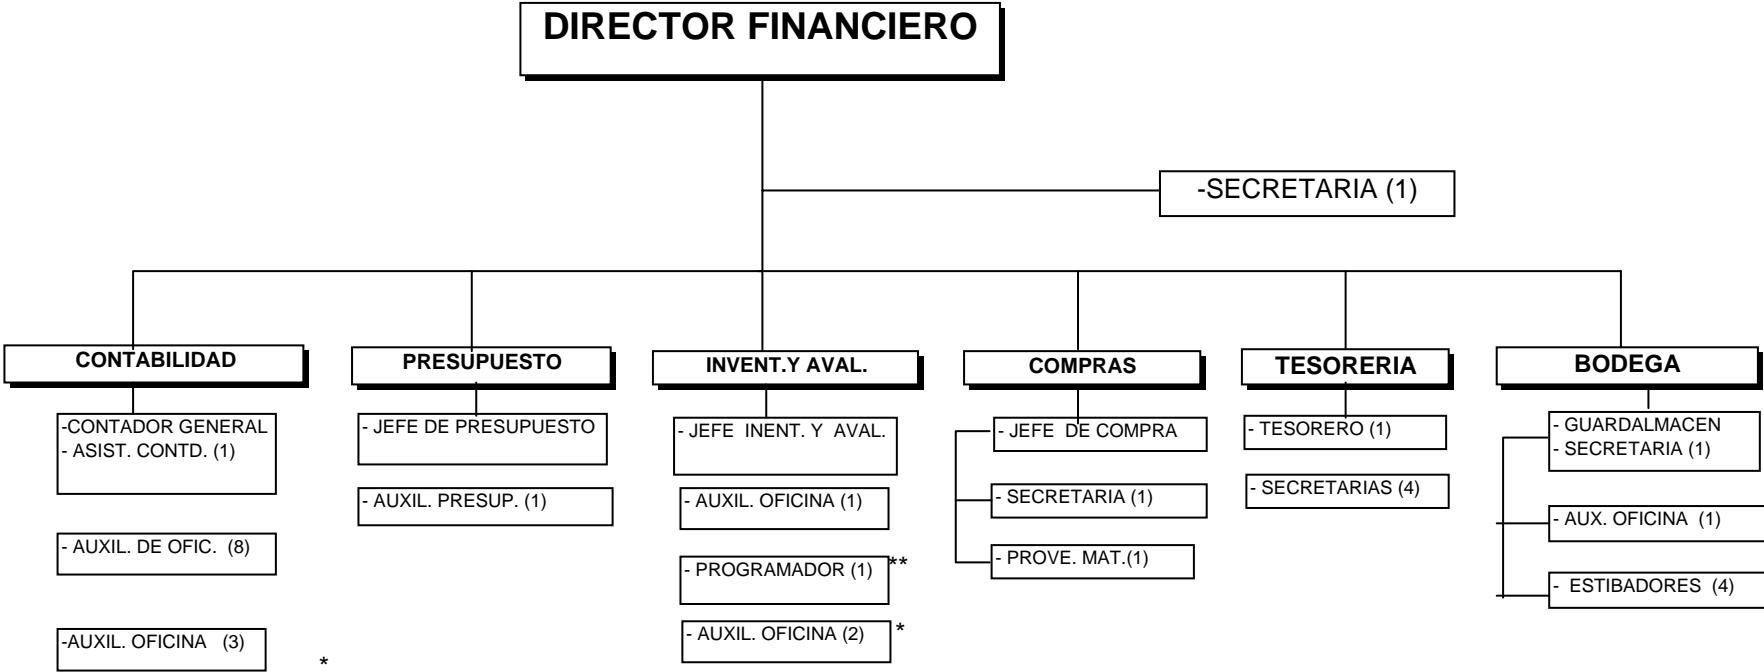 DIRECTOR FINANCIERO
-SECRETARIA (1)
CONTABILIDAD
-CONTADOR GENERAL
- ASIST. CONTD. (1)
- AUXIL. DE OFIC.  (8)
-AUXIL. OFICINA   (3)
*
PRESUPUESTO
- JEFE DE PRESUPUESTO
- AUXIL. PRESUP. (1)
INVENT.Y AVAL.
- JEFE  INENT. Y  AVAL.
- AUXIL. OFICINA (1)
- PROGRAMADOR (1) **
- AUXIL. OFICINA (2) *
COMPRAS
- JEFE  DE COMPRA
- SECRETARIA (1)
- PROVE. MAT.(1)
TESORERIA
- TESORERO (1)
- SECRETARIAS (4)
BODEGA
- GUARDALMACEN
- SECRETARIA (1)
- AUX. OFICINA  (1)
-  ESTIBADORES  (4)